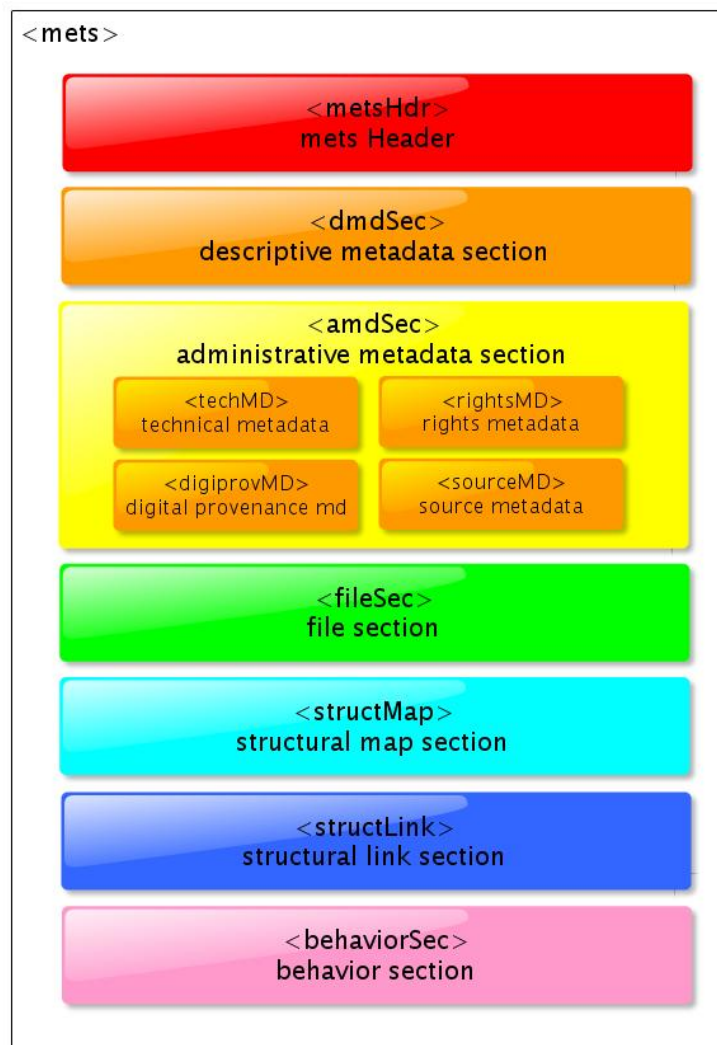 <mets>
<metsHdr>
mets Header
<dmdSec>
descriptive metadata section
<amdSec>
administrative metadata section
<techMD>
technical metadata
<rightsMD>
rights metadata
<digiprovMD>
digital provenance md
<sourceMD>
source metadata
<fileSec>
file section
<structMap>
structural map section
<structLink>
structural link section
<behaviorSec>
behavior section